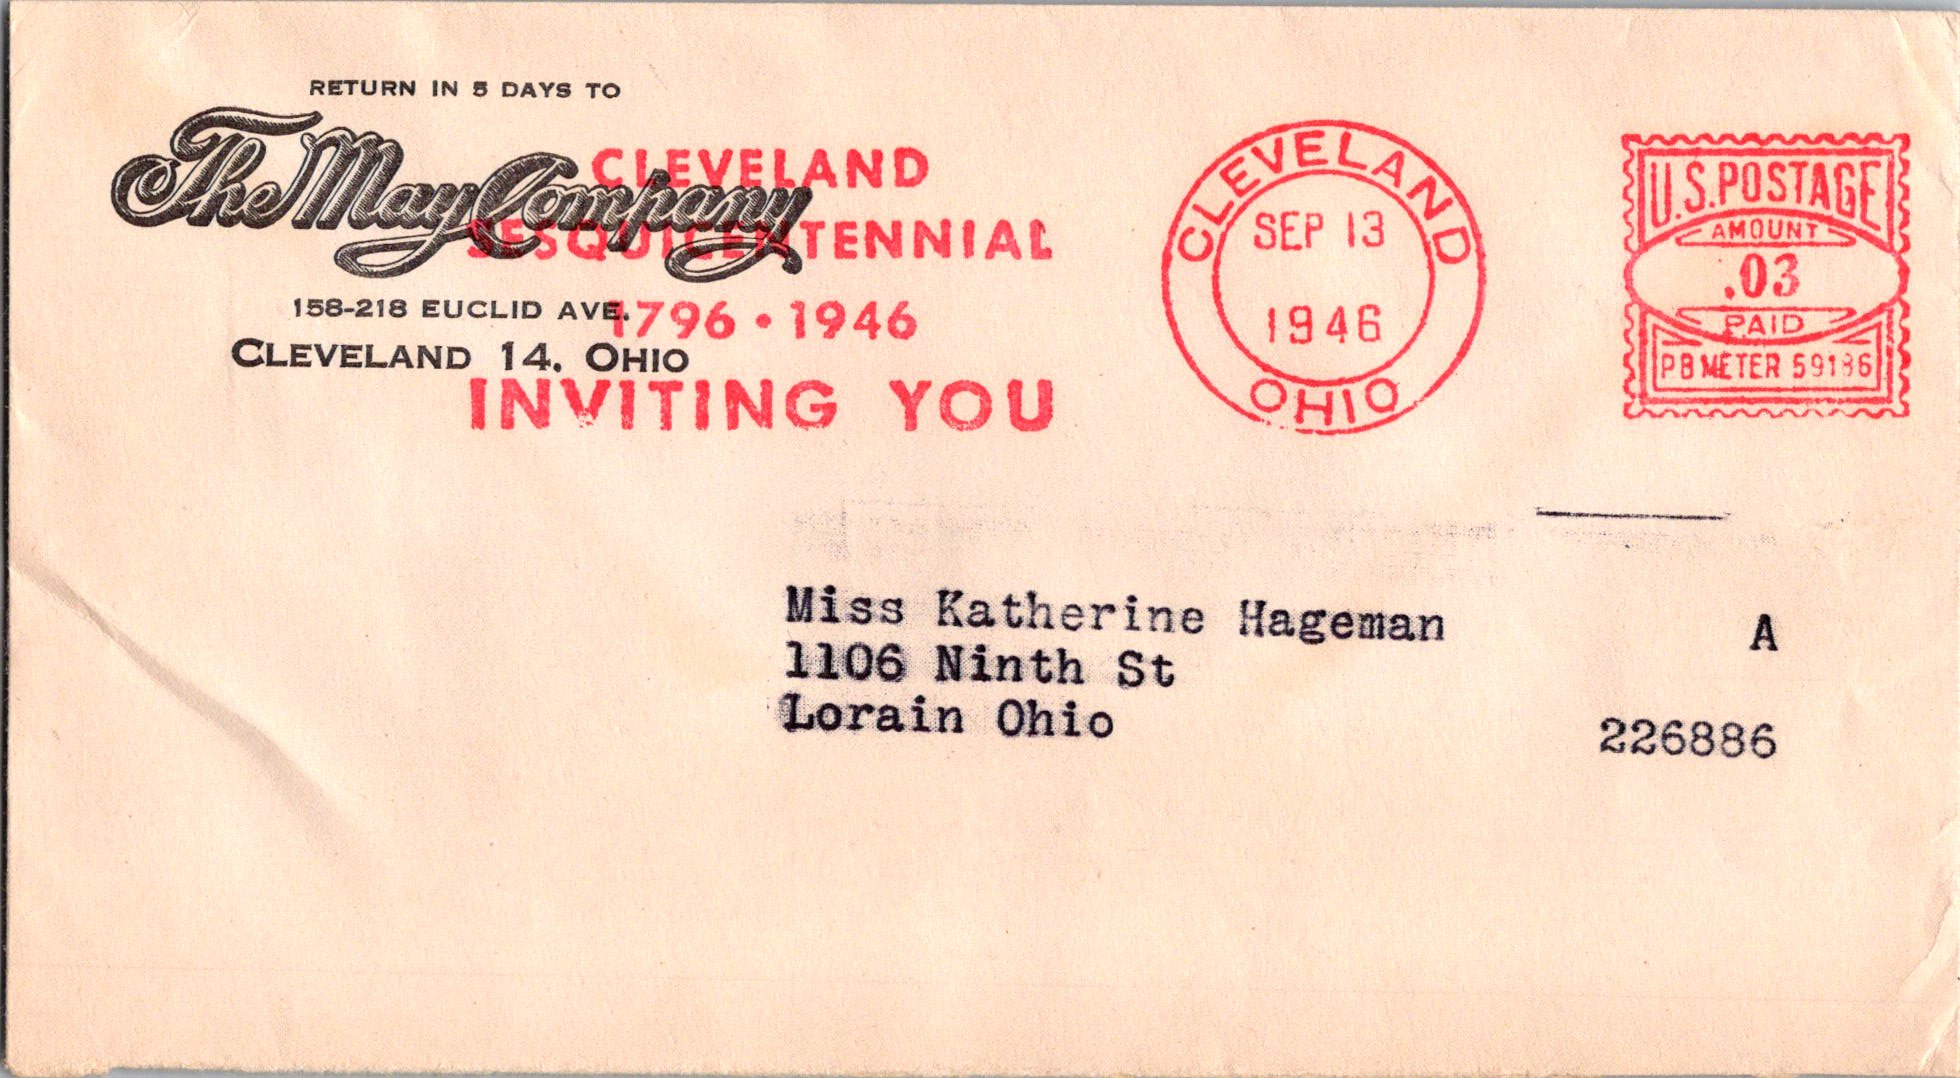 RETURN IN 5 DAYS TO
The May Company
158-218 EUCLID AVE.
CLEVELAND 14, OHIO
CLEVELAND
SESQUICENTENNIAL
1796 • 1946
INVITING YOU
CLEVELAND
SEP 13
1946
OHIO
U.S. POSTAGE
AMOUNT
.03
PAID
PB METER 59186
Miss Katherine Hageman A
1106 Ninth St
Lorain Ohio
226886